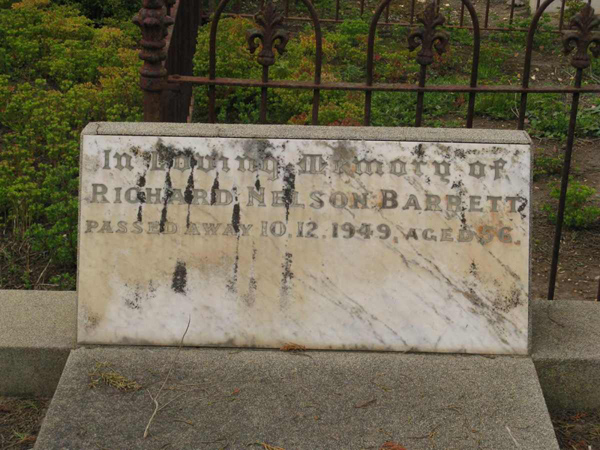 In Loving Memory of
RICHARD NELSON BARRETT,
PASSED AWAY 10.12.1949, AGED